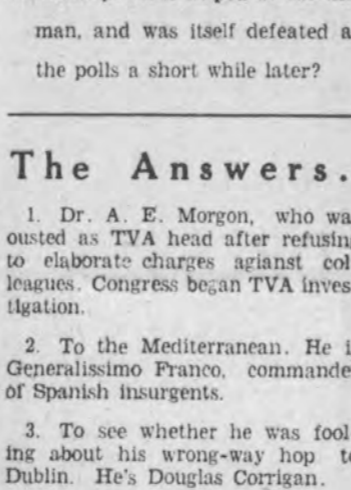 man, and was itself defeated a
the polls a short while later?
The Answers.
1. Dr. A. E. Morgon, who wa
ousted as TVA head after refusin
to elaborate charges agianst col
leagues. Congress began TVA inves
tigation.
2. To the Mediterranean. He i
Generalissimo Franco, commande
of Spanish insurgents.
3. To see whether he was fool
ing about his wrong-way hop to
Dublin. He's Douglas Corrigan.